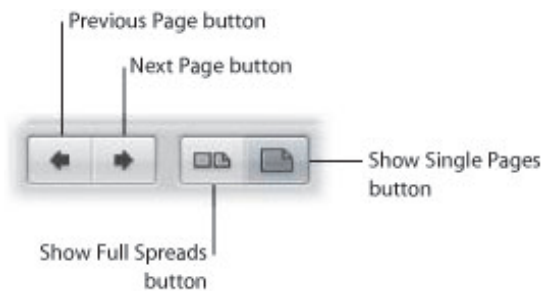 Previous Page button
Next Page button
Show Single Pages
button
Show Full Spreads
button